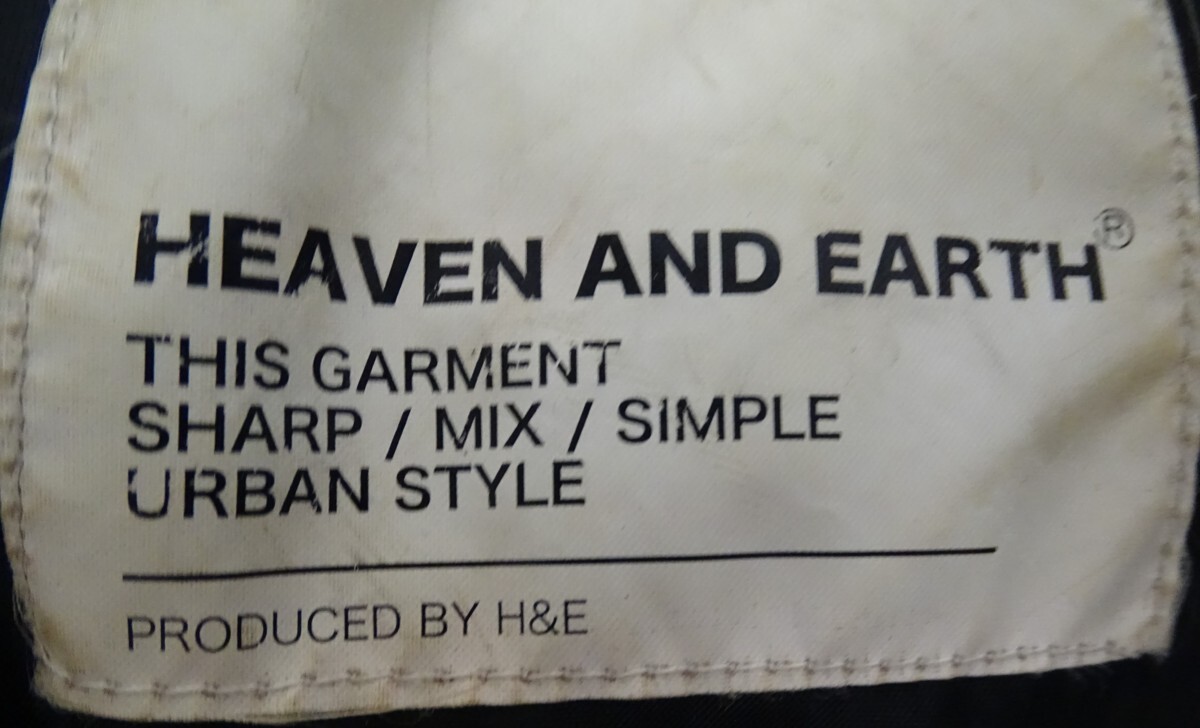 HEAVEN AND EARTH®
THIS GARMENT
SHARP / MIX / SIMPLE
URBAN STYLE
PRODUCED BY H&E